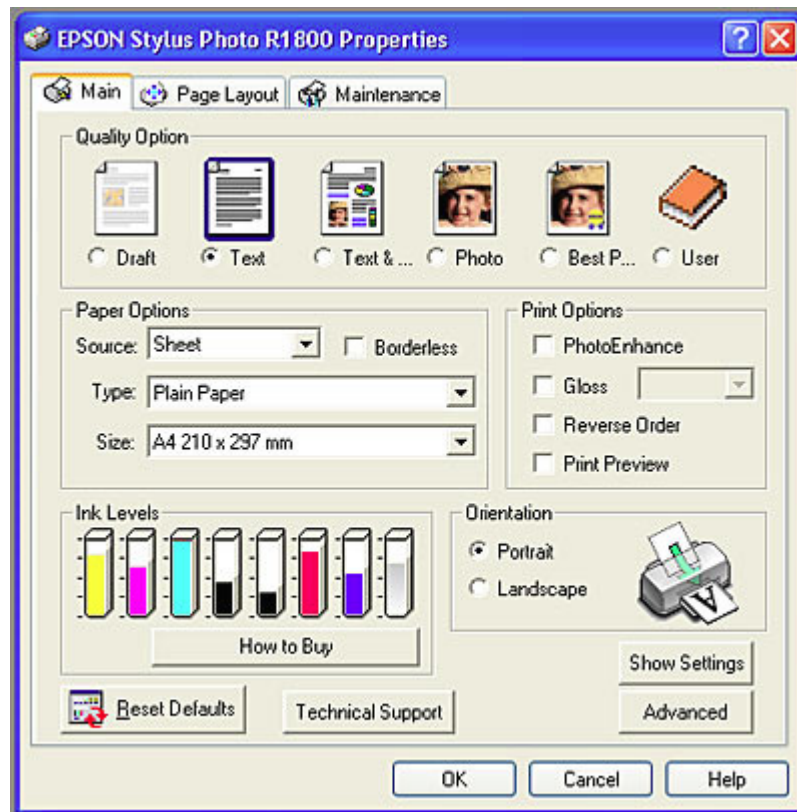 EPSON Stylus Photo R1800 Properties
Main Page Layout Maintenance
Quality Option
Draft Text Text & ... Photo Best P... User
Paper Options
Source: Sheet Borderless
Type: Plain Paper
Size: A4 210 x 297 mm
Print Options
PhotoEnhance
Gloss
Reverse Order
Print Preview
Ink Levels
How to Buy
Orientation
Portrait
Landscape
A
Show Settings
Reset Defaults Technical Support Advanced
OK Cancel Help